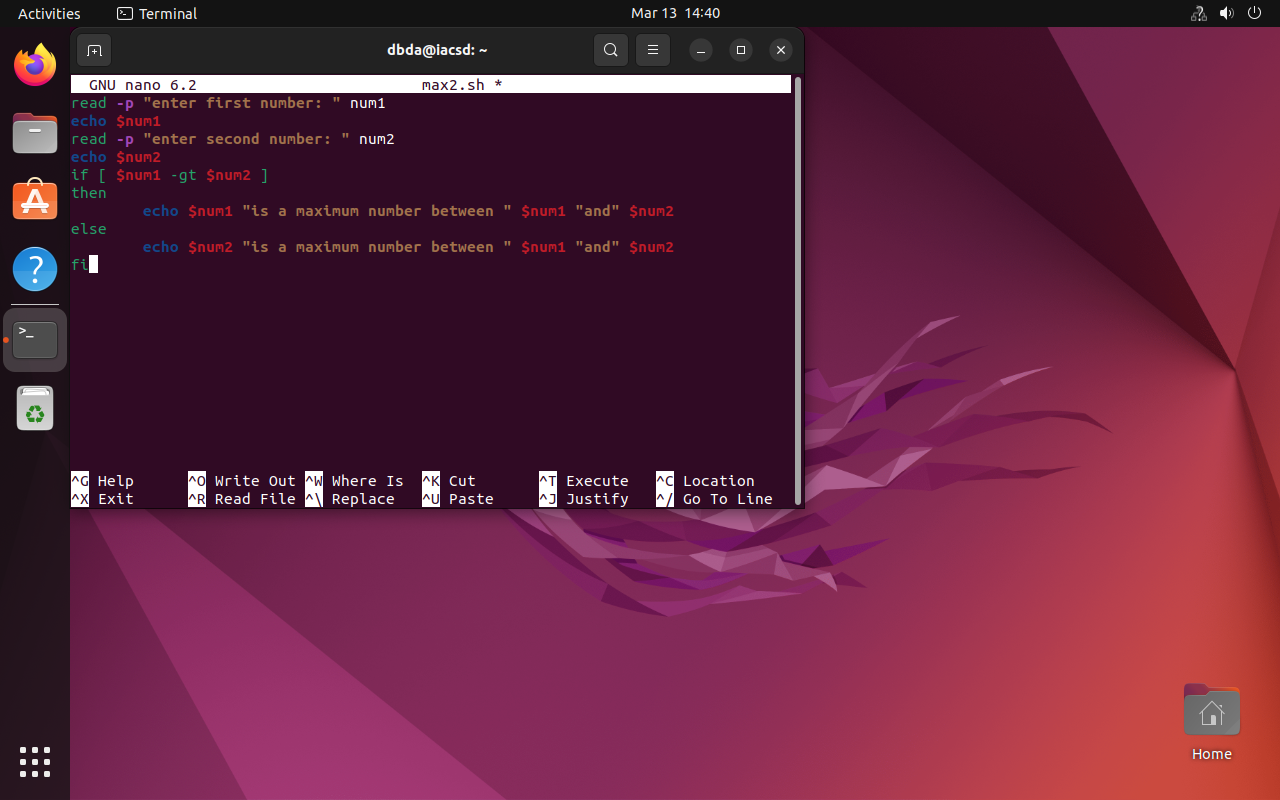 Activities Terminal Mar 13 14:40
dbda@iacsd: ~
GNU nano 6.2 max2.sh *
read -p "enter first number: " num1
echo $num1
read -p "enter second number: " num2
echo $num2
if [ $num1 -gt $num2 ]
then
echo $num1 "is a maximum number between " $num1 "and" $num2
else
echo $num2 "is a maximum number between " $num1 "and" $num2
fi
^G Help ^O Write Out ^W Where Is ^K Cut ^T Execute ^C Location
^X Exit ^R Read File ^\ Replace ^U Paste ^J Justify ^/ Go To Line
Home